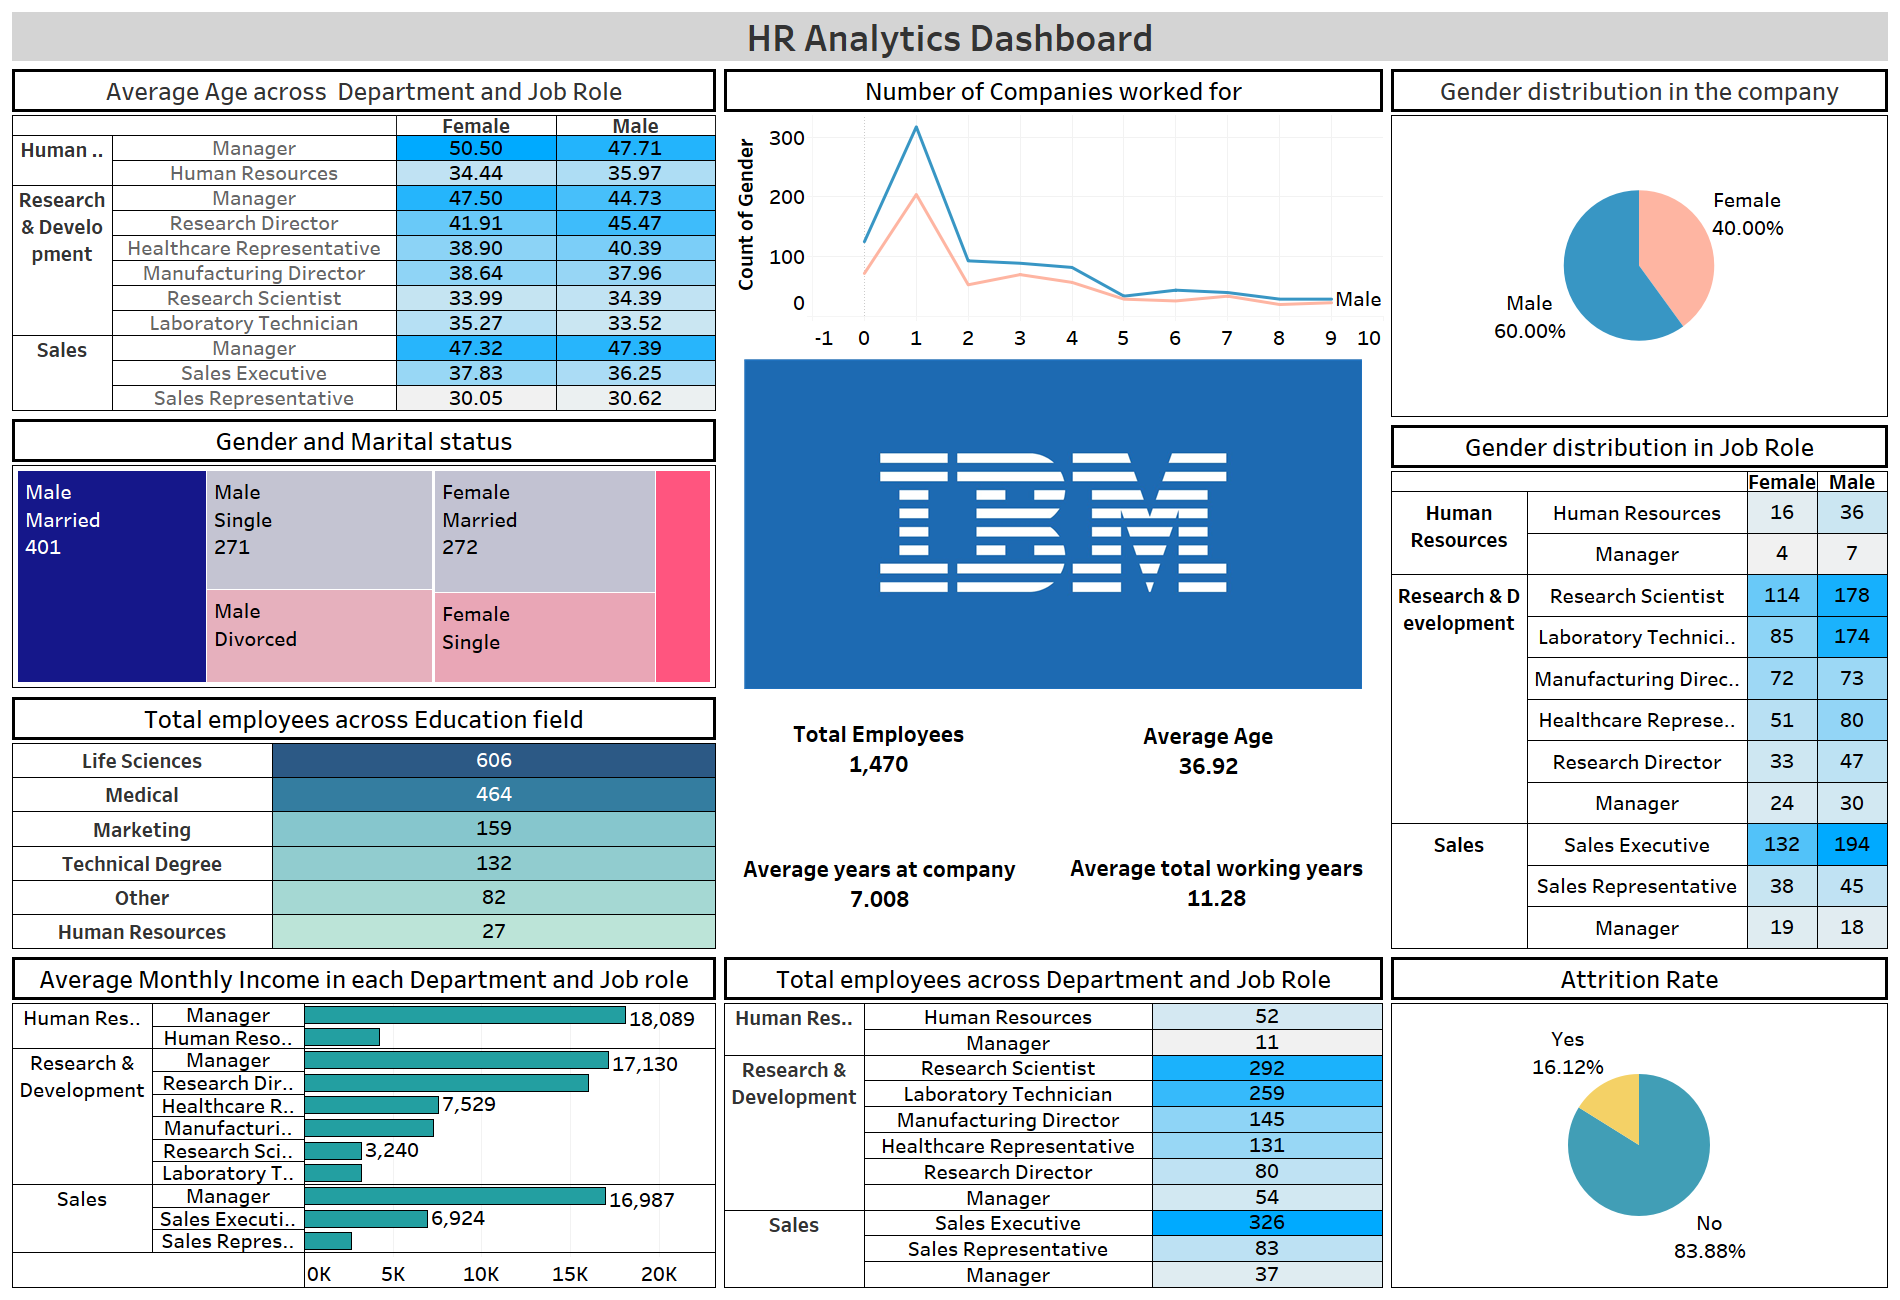 HR Analytics Dashboard
Average Age across Department and Job Role
Female Male
Human .. Manager 50.50 47.71
Human Resources 34.44 35.97
Research & Develo pment Manager 47.50 44.73
Research Director 41.91 45.47
Healthcare Representative 38.90 40.39
Manufacturing Director 38.64 37.96
Research Scientist 33.99 34.39
Laboratory Technician 35.27 33.52
Sales Manager 47.32 47.39
Sales Executive 37.83 36.25
Sales Representative 30.05 30.62
Gender and Marital status
Male
Married
401
Male
Single
271
Female
Married
272
Male
Divorced
Female
Single
Total employees across Education field
Life Sciences 606
Medical 464
Marketing 159
Technical Degree 132
Other 82
Human Resources 27
Average Monthly Income in each Department and Job role
Human Res.. Manager 18,089
Human Reso..
Research &
Development
Manager 17,130
Research Dir..
Healthcare R.. 7,529
Manufacturi..
Research Sci.. 3,240
Laboratory T..
Sales Manager 16,987
Sales Executi.. 6,924
Sales Repres..
0K 5K 10K 15K 20K
Number of Companies worked for
Count of Gender
300
200
100
0
Male
-1 0 1 2 3 4 5 6 7 8 9 10
IBM
Total Employees
1,470
Average Age
36.92
Average years at company
7.008
Average total working years
11.28
Total employees across Department and Job Role
Human Res.. Human Resources 52
Manager 11
Research &
Development
Research Scientist 292
Laboratory Technician 259
Manufacturing Director 145
Healthcare Representative 131
Research Director 80
Manager 54
Sales Sales Executive 326
Sales Representative 83
Manager 37
Gender distribution in the company
Female
40.00%
Male
60.00%
Gender distribution in Job Role
Female Male
Human
Resources
Human Resources 16 36
Manager 4 7
Research & D
evelopment
Research Scientist 114 178
Laboratory Technici.. 85 174
Manufacturing Direc.. 72 73
Healthcare Represe.. 51 80
Research Director 33 47
Manager 24 30
Sales Sales Executive 132 194
Sales Representative 38 45
Manager 19 18
Attrition Rate
Yes
16.12%
No
83.88%